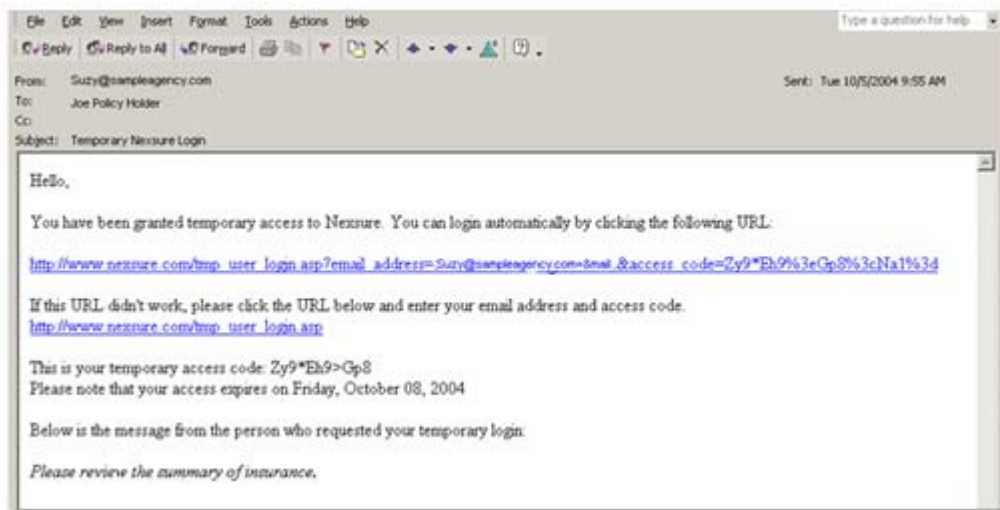 File Edit View Insert Format Tools Actions Help Type a question for help
Reply Reply to All Forward
From: Suzy@sampleagency.com Sent: Tue 10/5/2004 9:55 AM
To: Joe Policy Holder
Cc:
Subject: Temporary Nexsure Login
Hello,
You have been granted temporary access to Nexsure. You can login automatically by clicking the following URL:
http://www.nexsure.com/tmp_user_login.asp?email_address=Suzy@sampleagency.com=&mail.&access_code=Zy9*Eh9%3eGp8%3cNa1%3d
If this URL didn't work, please click the URL below and enter your email address and access code.
http://www.nexsure.com/tmp_user_login.asp
This is your temporary access code: Zy9*Eh9>Gp8
Please note that your access expires on Friday, October 08, 2004
Below is the message from the person who requested your temporary login:
Please review the summary of insurance.